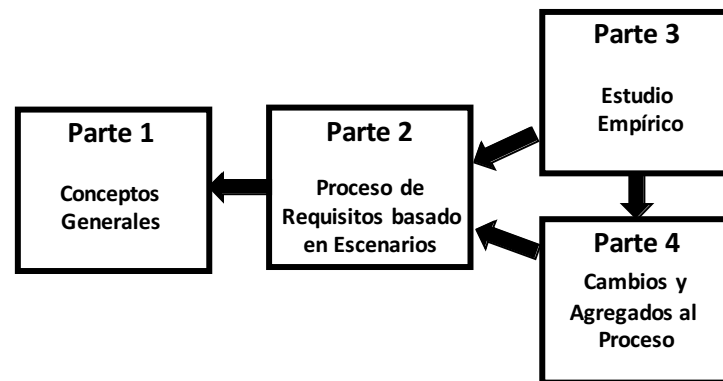 Parte 1
Conceptos
Generales
Parte 2
Proceso de
Requisitos basado
en Escenarios
Parte 3
Estudio
Empírico
Parte 4
Cambios y
Agregados al
Proceso